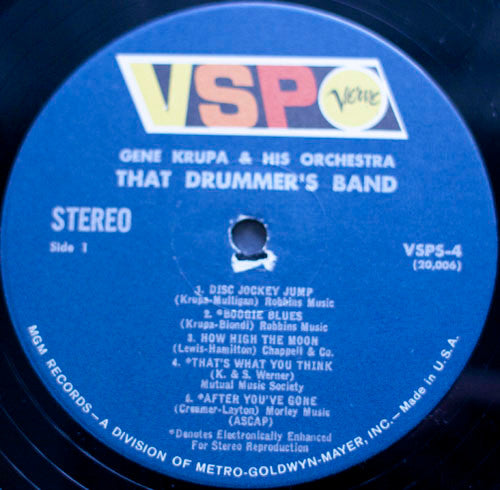 VSP Verve
GENE KRUPA & HIS ORCHESTRA
THAT DRUMMER'S BAND
STEREO
Side 1
VSPS-4
(20,006)
1. DISC JOCKEY JUMP
(Krupa-Mulligan) Robbins Music
2. *BOOGIE BLUES
(Krupa-Biondi) Robbins Music
3. HOW HIGH THE MOON
(Lewis-Hamilton) Chappell & Co.
4. *THAT'S WHAT YOU THINK
(K. & S. Werner)
Mutual Music Society
5. *AFTER YOU'VE GONE
(Creamer-Layton) Morley Music
(ASCAP)
*Denotes Electronically Enhanced
For Stereo Reproduction
MGM RECORDS—A DIVISION OF METRO-GOLDWYN-MAYER, INC.—Made in U.S.A.